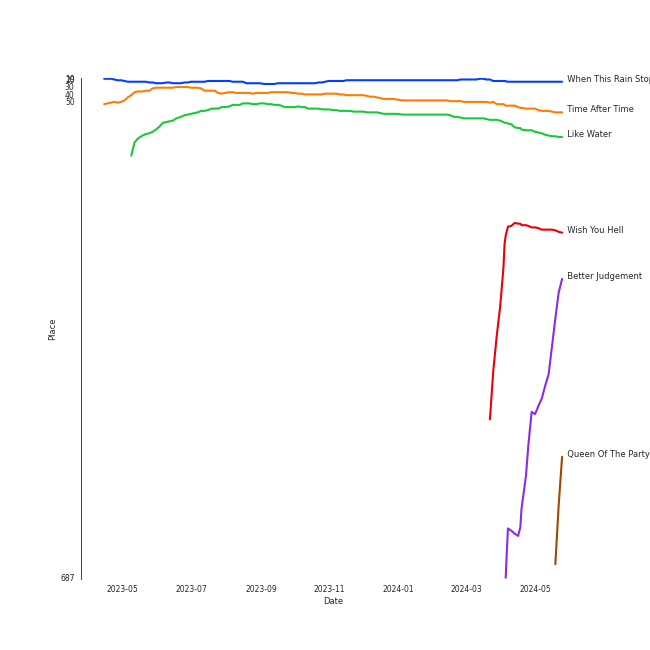 10
30
40
50
When This Rain Stop
Time After Time
Like Water
Wish You Hell
Better Judgement
Queen Of The Party
Place
687
2023-05 2023-07 2023-09 2023-11 2024-01 2024-03 2024-05
Date